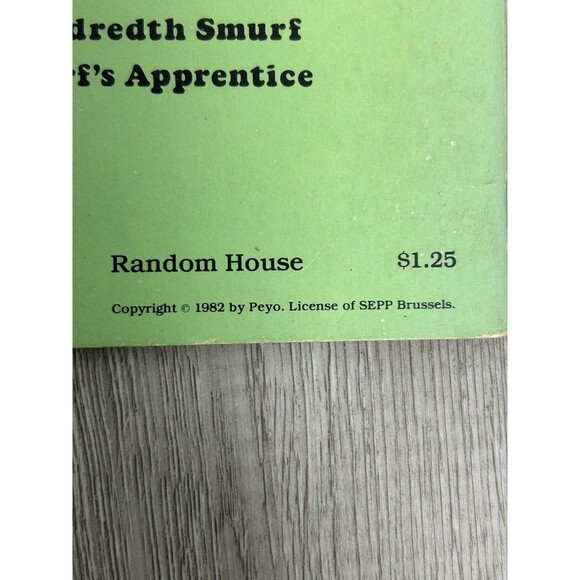 dredth Smurf
f's Apprentice
Random House $1.25
Copyright © 1982 by Peyo. License of SEPP Brussels.